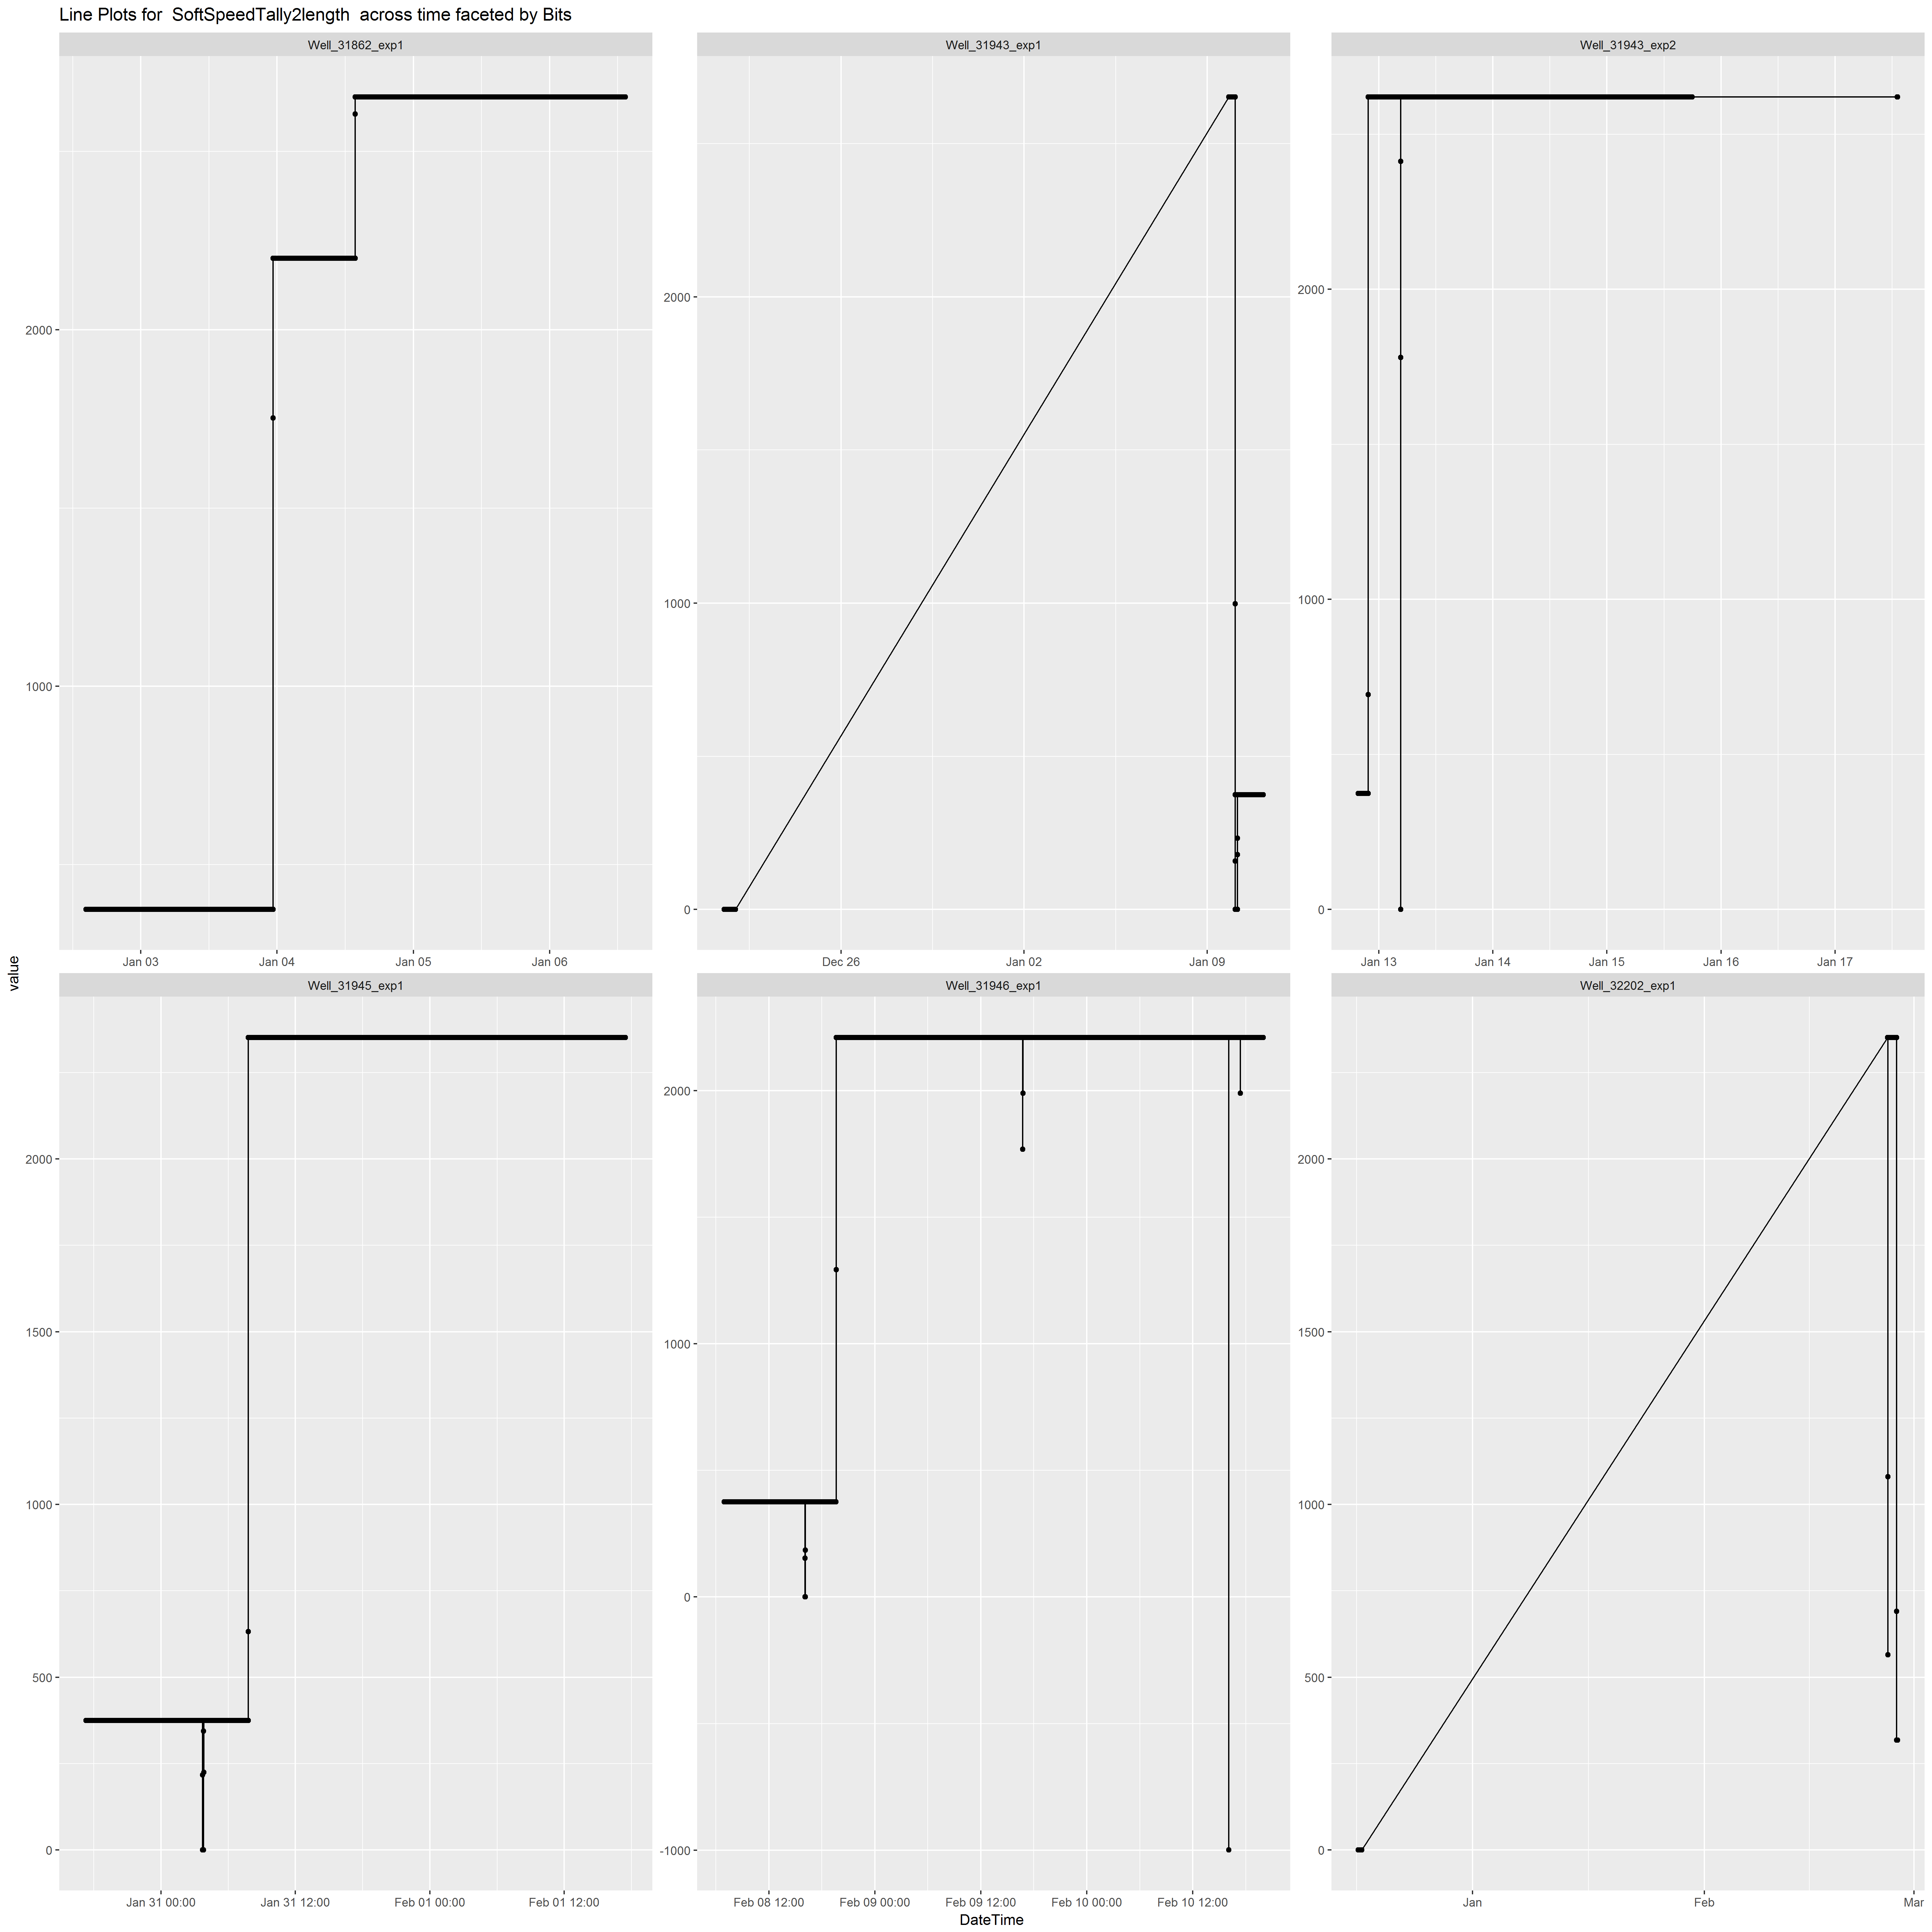 Line Plots for  SoftSpeedTally2length  across time faceted by Bits
Well_31862_exp1
Well_31943_exp1
Well_31943_exp2
2000
1000
Jan 03
Jan 04
Jan 05
Jan 06
2000
1000
0
Dec 26
Jan 02
Jan 09
2000
1000
0
Jan 13
Jan 14
Jan 15
Jan 16
Jan 17
value
Well_31945_exp1
Well_31946_exp1
Well_32202_exp1
2000
1500
1000
500
0
Jan 31 00:00
Jan 31 12:00
Feb 01 00:00
Feb 01 12:00
2000
1000
0
-1000
Feb 08 12:00
Feb 09 00:00
Feb 09 12:00
Feb 10 00:00
Feb 10 12:00
2000
1500
1000
500
0
Jan
Feb
Mar
DateTime